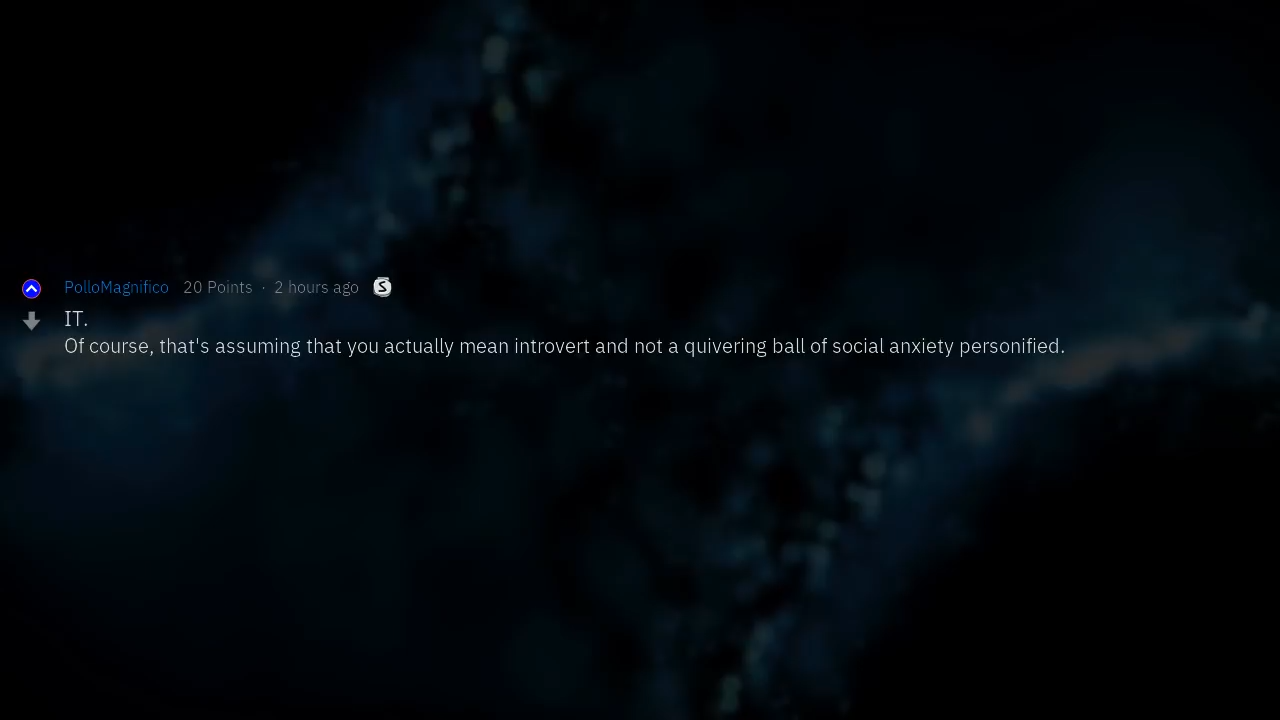 PolloMagnifico 20 Points · 2 hours ago S
IT.
Of course, that's assuming that you actually mean introvert and not a quivering ball of social anxiety personified.